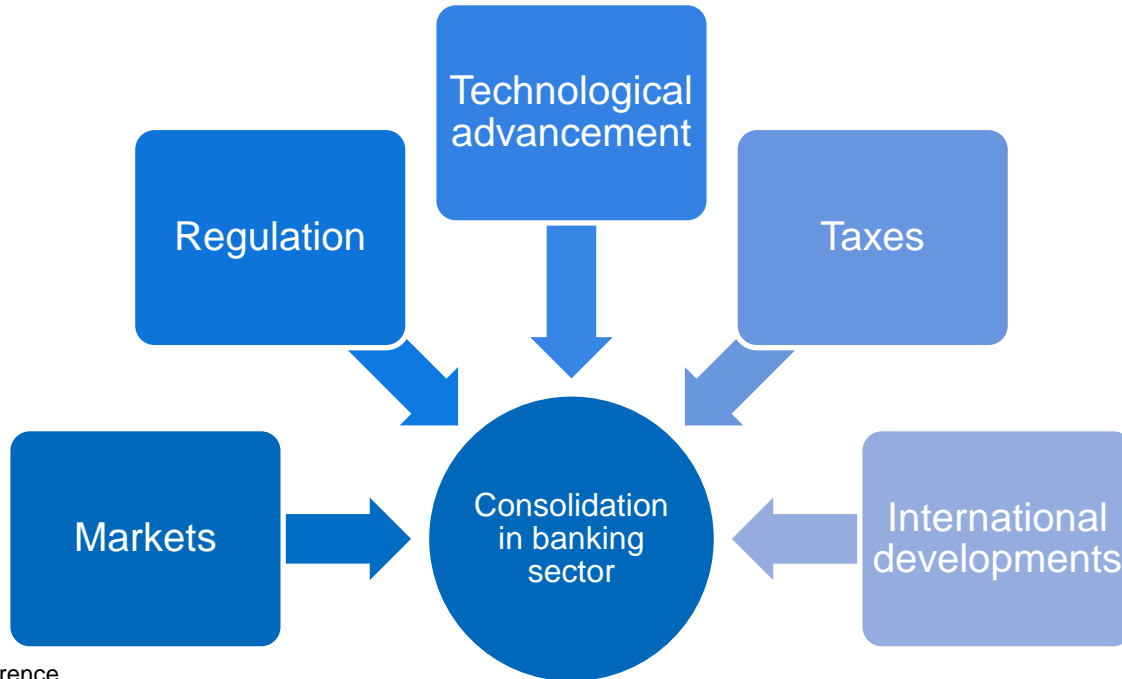 Technological
advancement
Regulation
Taxes
Markets
Consolidation
in banking
sector
International
developments